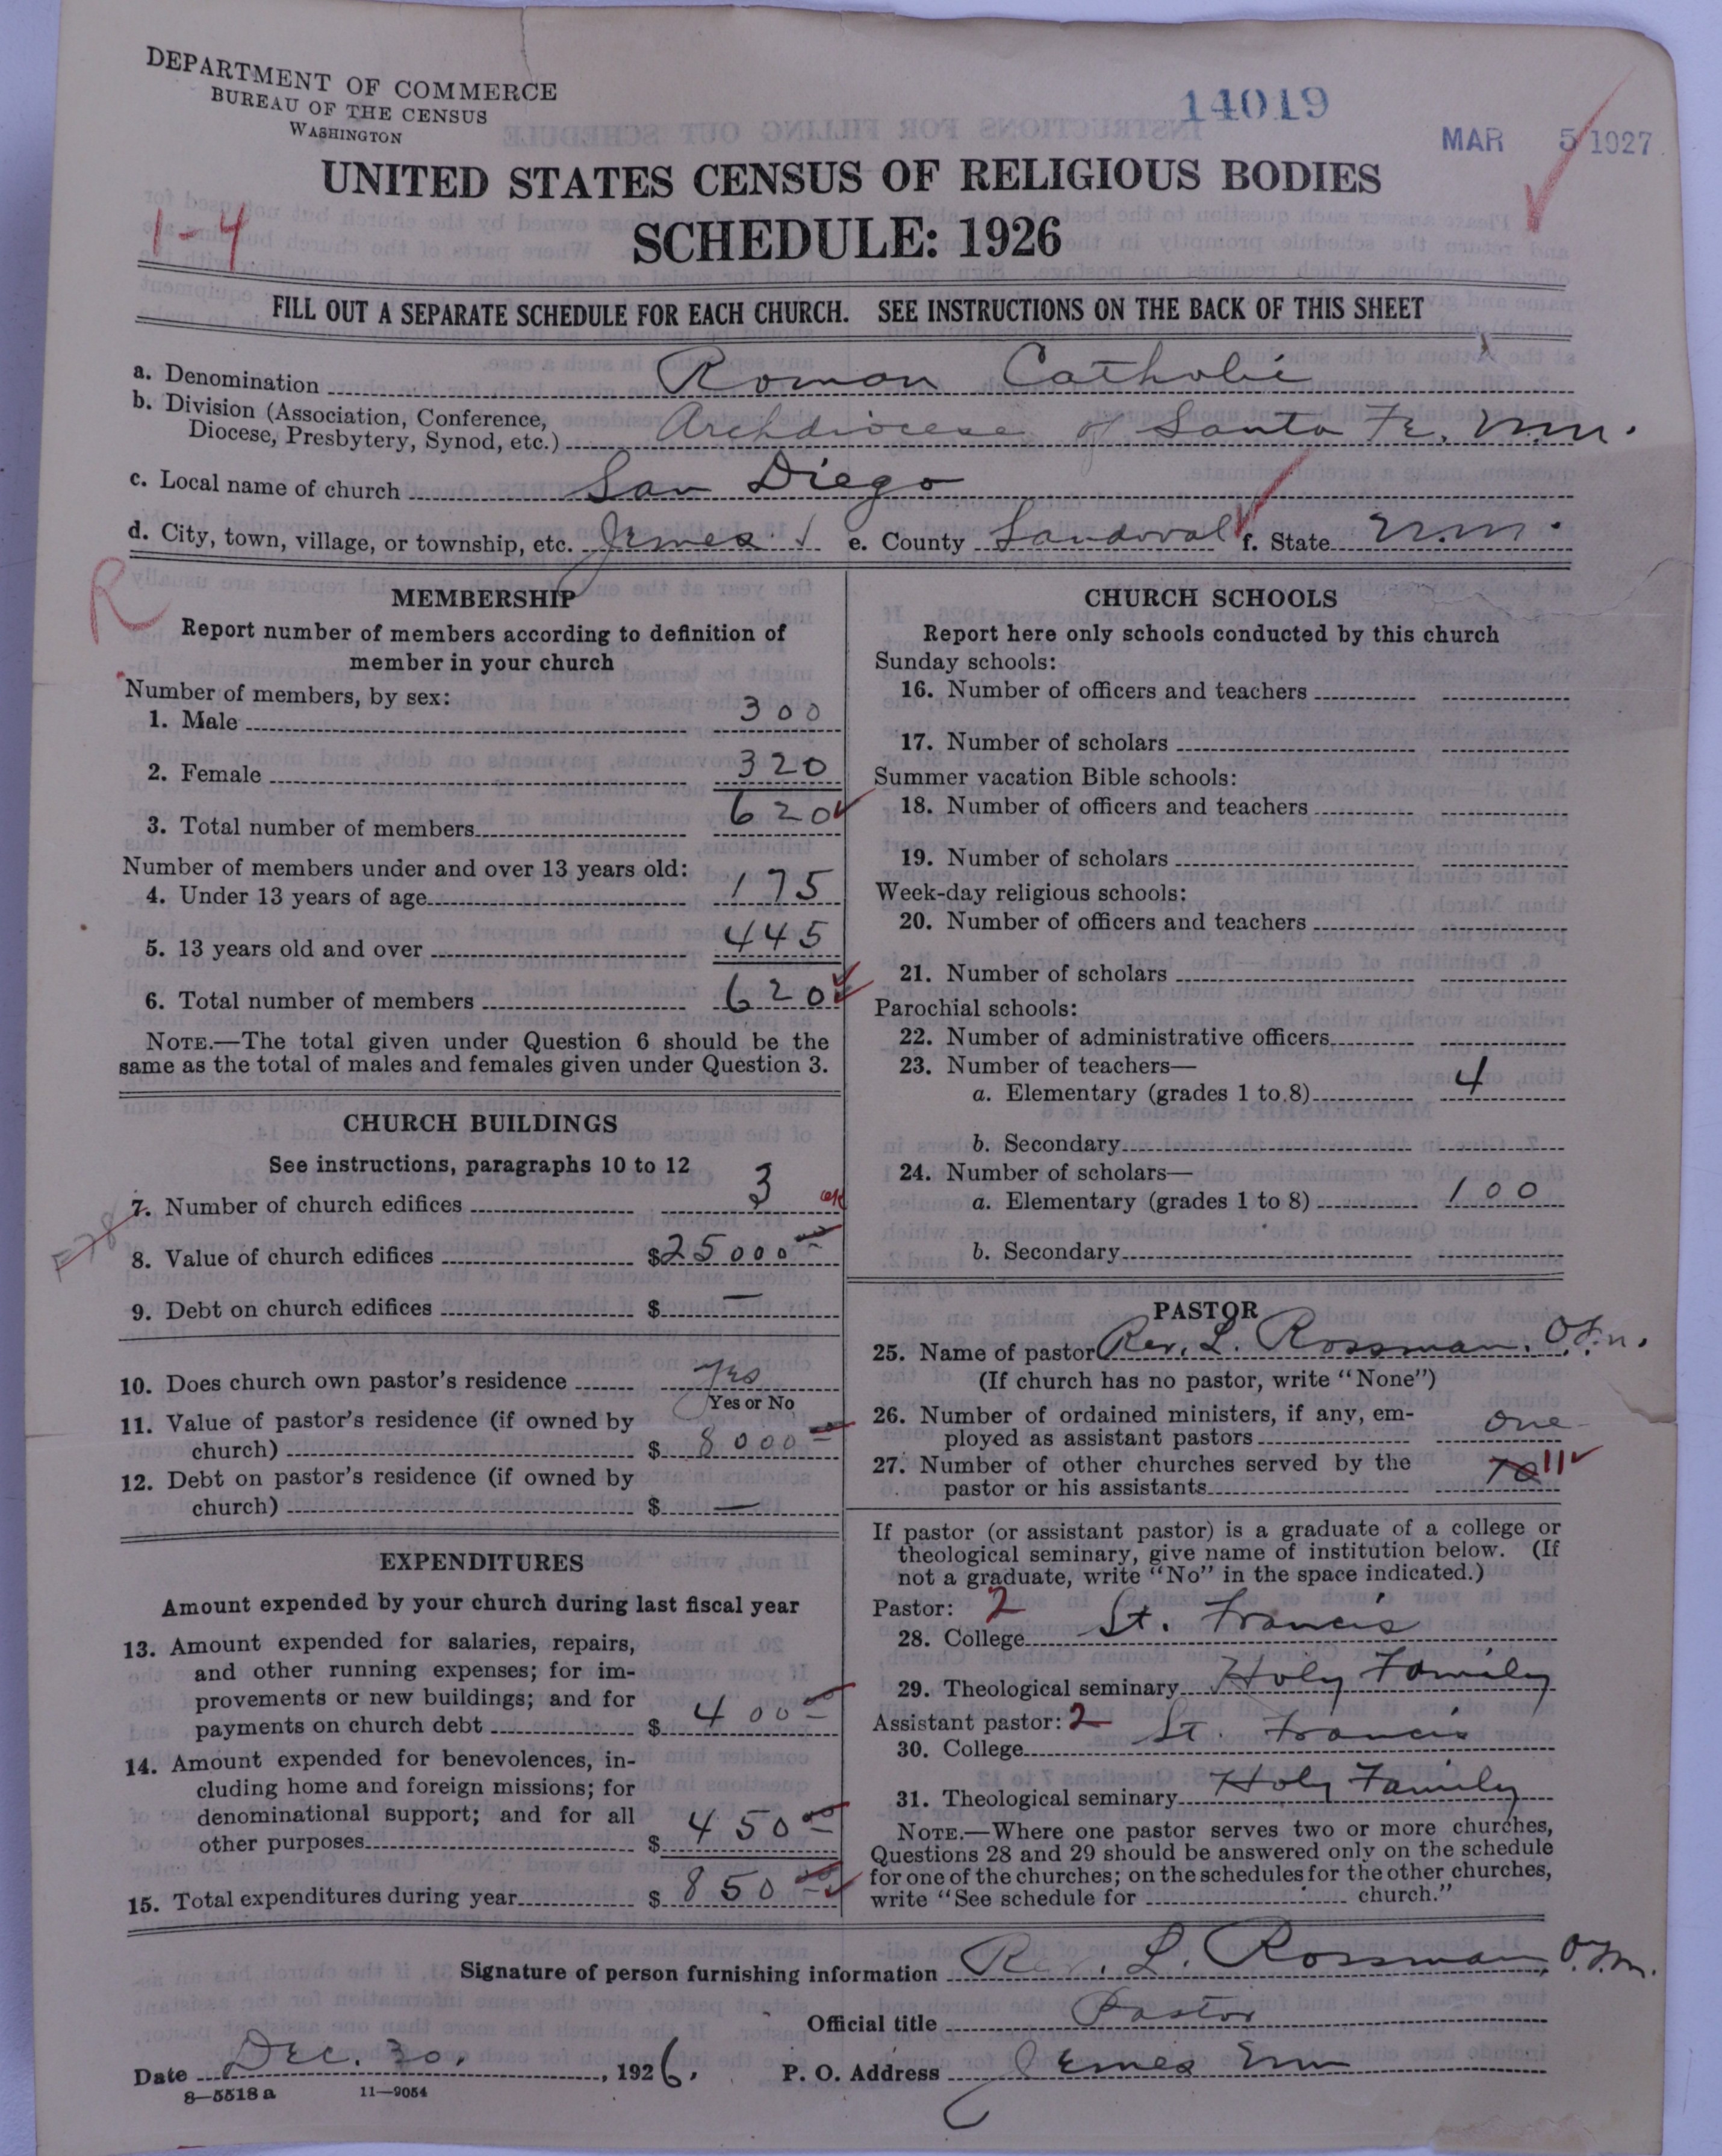 DEPARTMENT OF COMMERCE
BUREAU OF THE CENSUS
WASHINGTON
14019
MAR 5 1927
UNITED STATES CENSUS OF RELIGIOUS BODIES
1-4
SCHEDULE: 1926
FILL OUT A SEPARATE SCHEDULE FOR EACH CHURCH. SEE INSTRUCTIONS ON THE BACK OF THIS SHEET
a. Denomination Roman Catholic
b. Division (Association, Conference,
Diocese, Presbytery, Synod, etc.) Archdiocese of Santa Fe. N.M.
c. Local name of church San Diego
d. City, town, village, or township, etc. Jemez e. County Sandoval f. State N.M.
R
MEMBERSHIP
Report number of members according to definition of
member in your church
Number of members, by sex:
1. Male 300
2. Female 320
3. Total number of members 620
Number of members under and over 13 years old:
4. Under 13 years of age 175
5. 13 years old and over 445
6. Total number of members 620
NOTE.—The total given under Question 6 should be the
same as the total of males and females given under Question 3.
CHURCH BUILDINGS
See instructions, paragraphs 10 to 12
7. Number of church edifices 3 ok
8. Value of church edifices $25000
9. Debt on church edifices $ —
10. Does church own pastor's residence yes
Yes or No
11. Value of pastor's residence (if owned by
church) $ 8000
12. Debt on pastor's residence (if owned by
church) $ —
EXPENDITURES
Amount expended by your church during last fiscal year
13. Amount expended for salaries, repairs,
and other running expenses; for im-
provements or new buildings; and for
payments on church debt $ 400
14. Amount expended for benevolences, in-
cluding home and foreign missions; for
denominational support; and for all
other purposes $ 450
15. Total expenditures during year $ 850
CHURCH SCHOOLS
Report here only schools conducted by this church
Sunday schools:
16. Number of officers and teachers
17. Number of scholars
Summer vacation Bible schools:
18. Number of officers and teachers
19. Number of scholars
Week-day religious schools:
20. Number of officers and teachers
21. Number of scholars
Parochial schools:
22. Number of administrative officers
23. Number of teachers—
a. Elementary (grades 1 to 8) 4
b. Secondary
24. Number of scholars—
a. Elementary (grades 1 to 8) 100
b. Secondary
PASTOR
25. Name of pastor Rev. L. Rossman. O.F.M.
(If church has no pastor, write "None")
26. Number of ordained ministers, if any, em-
ployed as assistant pastors one
27. Number of other churches served by the
pastor or his assistants 11
If pastor (or assistant pastor) is a graduate of a college or
theological seminary, give name of institution below. (If
not a graduate, write "No" in the space indicated.)
Pastor: 2
28. College St. Francis
29. Theological seminary Holy Family
Assistant pastor: 2
30. College St. Francis
31. Theological seminary Holy Family
NOTE.—Where one pastor serves two or more churches,
Questions 28 and 29 should be answered only on the schedule
for one of the churches; on the schedules for the other churches,
write "See schedule for church."
Signature of person furnishing information Rev. L. Rossman, O.F.M.
Official title Pastor
Date Dec. 30, 1926. P. O. Address Jemes N.M.
8—5518 a 11—9054